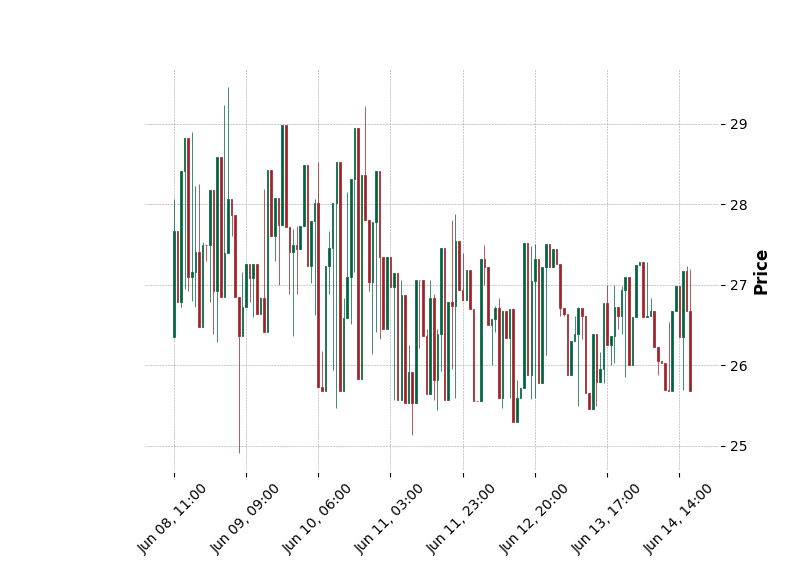 29
28
27
26
25
Price
Jun 08, 11:00
Jun 09, 09:00
Jun 10, 06:00
Jun 11, 03:00
Jun 11, 23:00
Jun 12, 20:00
Jun 13, 17:00
Jun 14, 14:00